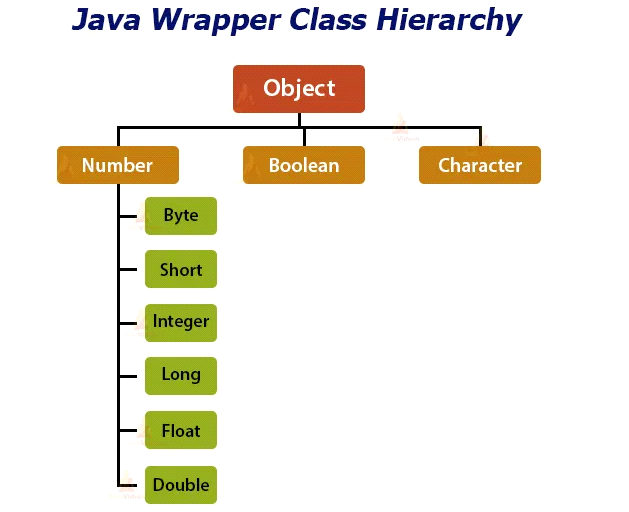 Java Wrapper Class Hierarchy
Object
Number
Boolean
Character
Byte
Short
Integer
Long
Float
Double